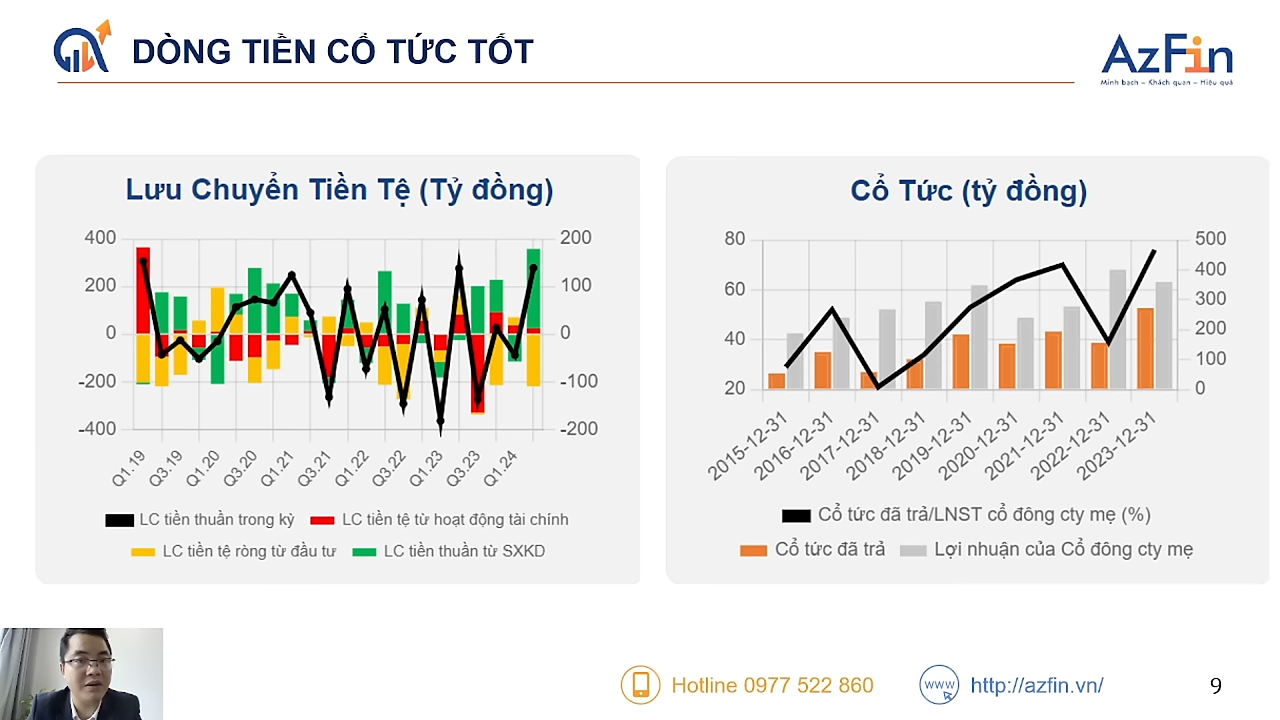 DÒNG TIỀN CỔ TỨC TỐT
AzFin
Minh bạch – Khách quan – Hiệu quả
Lưu Chuyển Tiền Tệ (Tỷ đồng)
400
200
0
-200
-400
200
100
0
-100
-200
Q1.19
Q3.19
Q1.20
Q3.20
Q1.21
Q3.21
Q1.22
Q3.22
Q1.23
Q3.23
Q1.24
LC tiền thuần trong kỳ
LC tiền tệ từ hoạt động tài chính
LC tiền tệ ròng từ đầu tư
LC tiền thuần từ SXKD
Cổ Tức (tỷ đồng)
80
60
40
20
500
400
300
200
100
0
2015-12-31
2016-12-31
2017-12-31
2018-12-31
2019-12-31
2020-12-31
2021-12-31
2022-12-31
2023-12-31
Cổ tức đã trả/LNST cổ đông cty mẹ (%)
Cổ tức đã trả
Lợi nhuận của Cổ đông cty mẹ
Hotline 0977 522 860
www
http://azfin.vn/
9